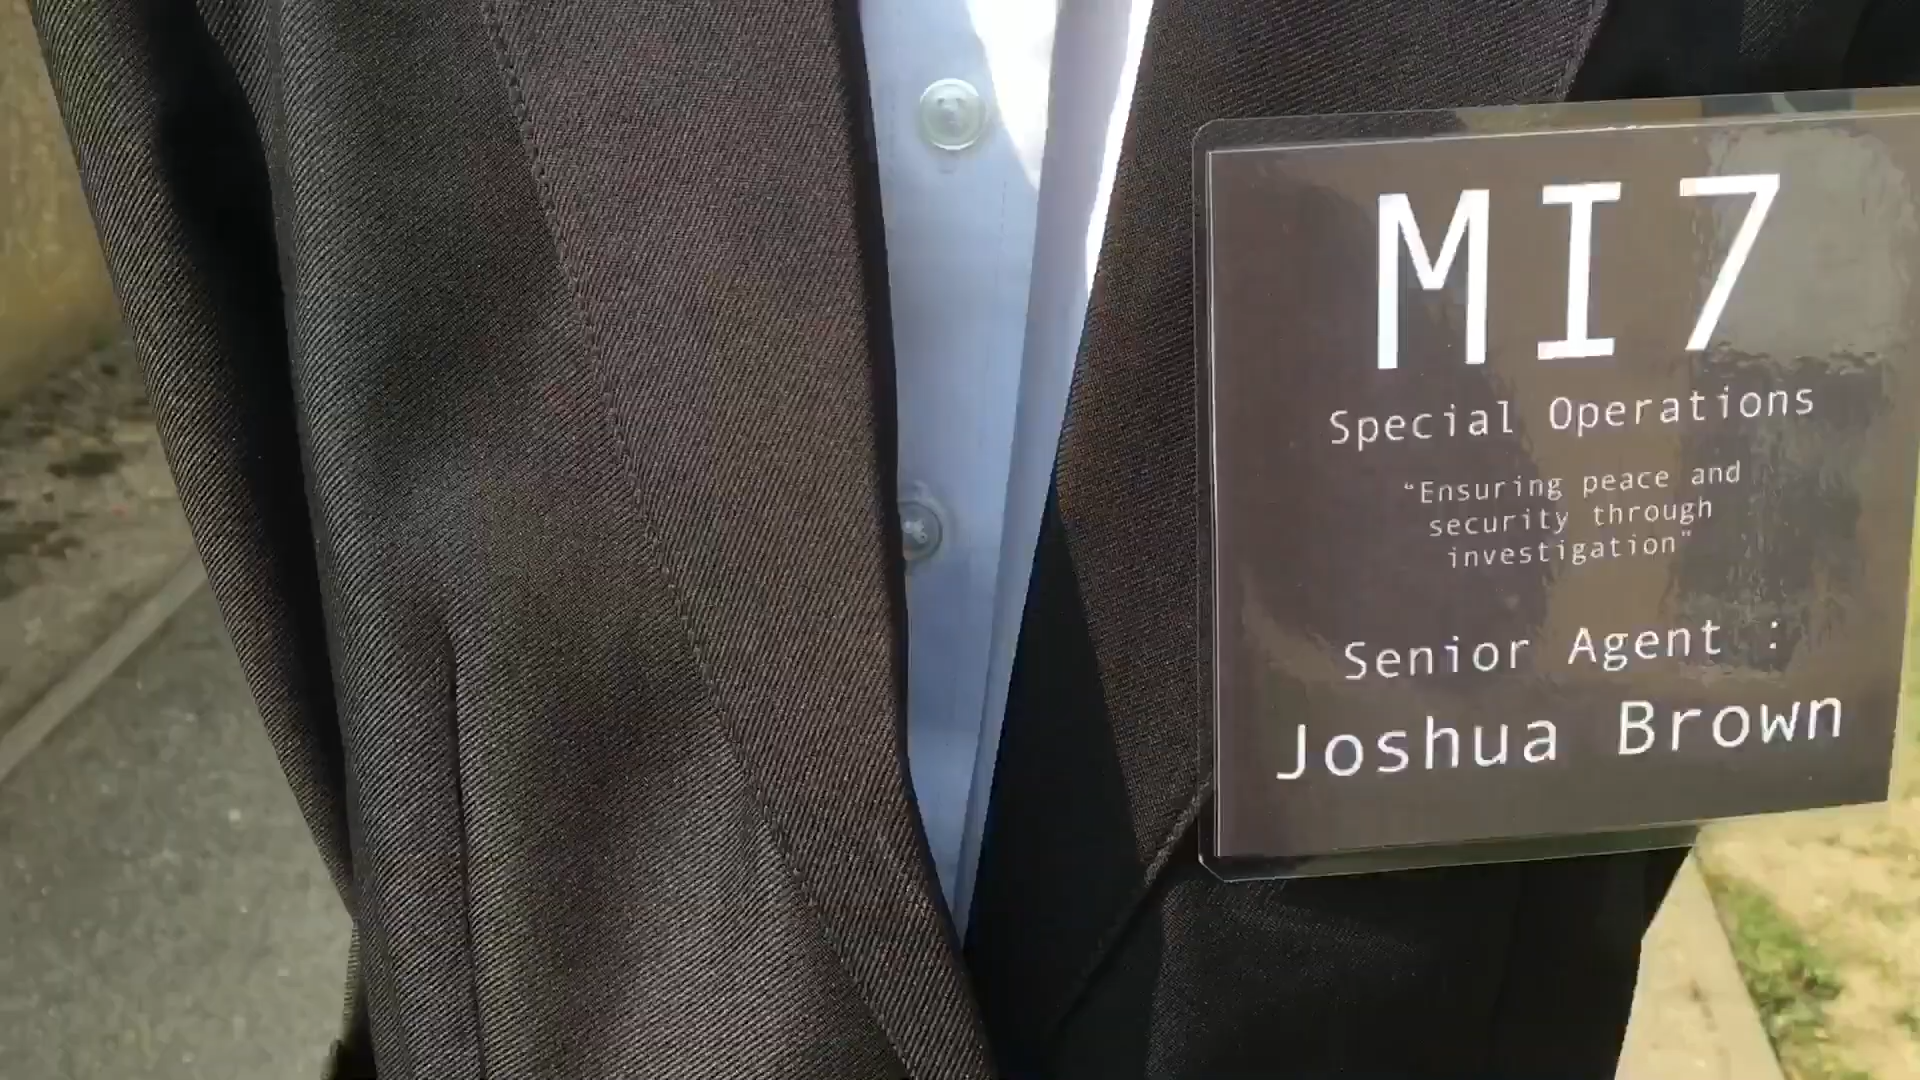 MI7
Special Operations
“Ensuring peace and
security through
investigation”
Senior Agent :
Joshua Brown